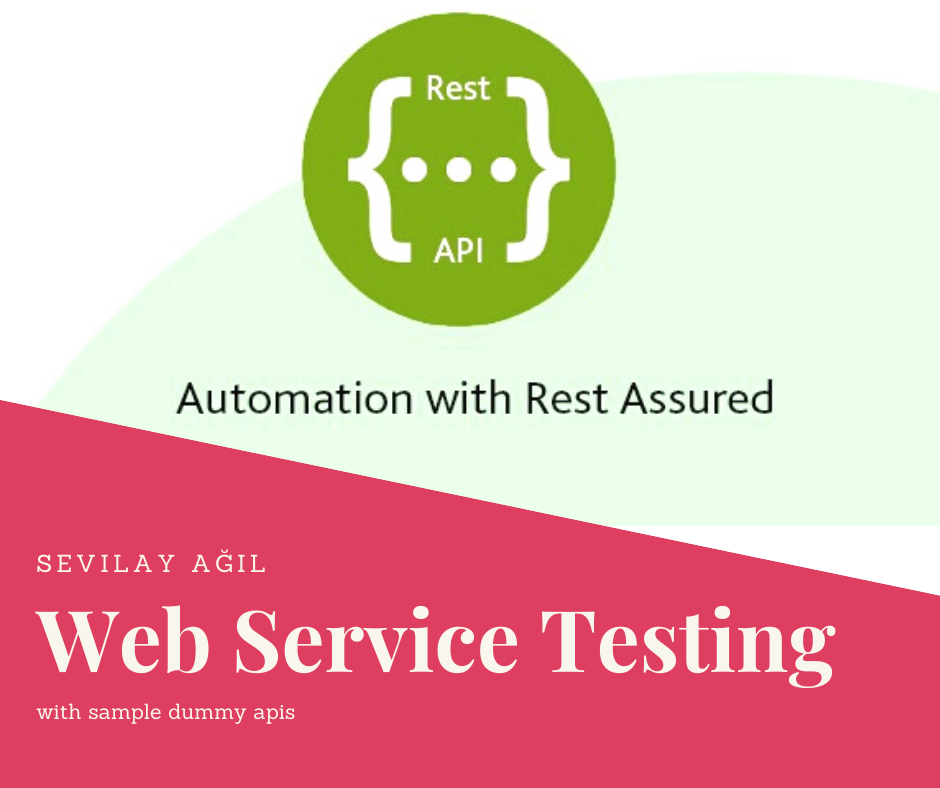 Rest
{...}
API
Automation with Rest Assured
SEVILAY AĞIL
Web Service Testing
with sample dummy apis